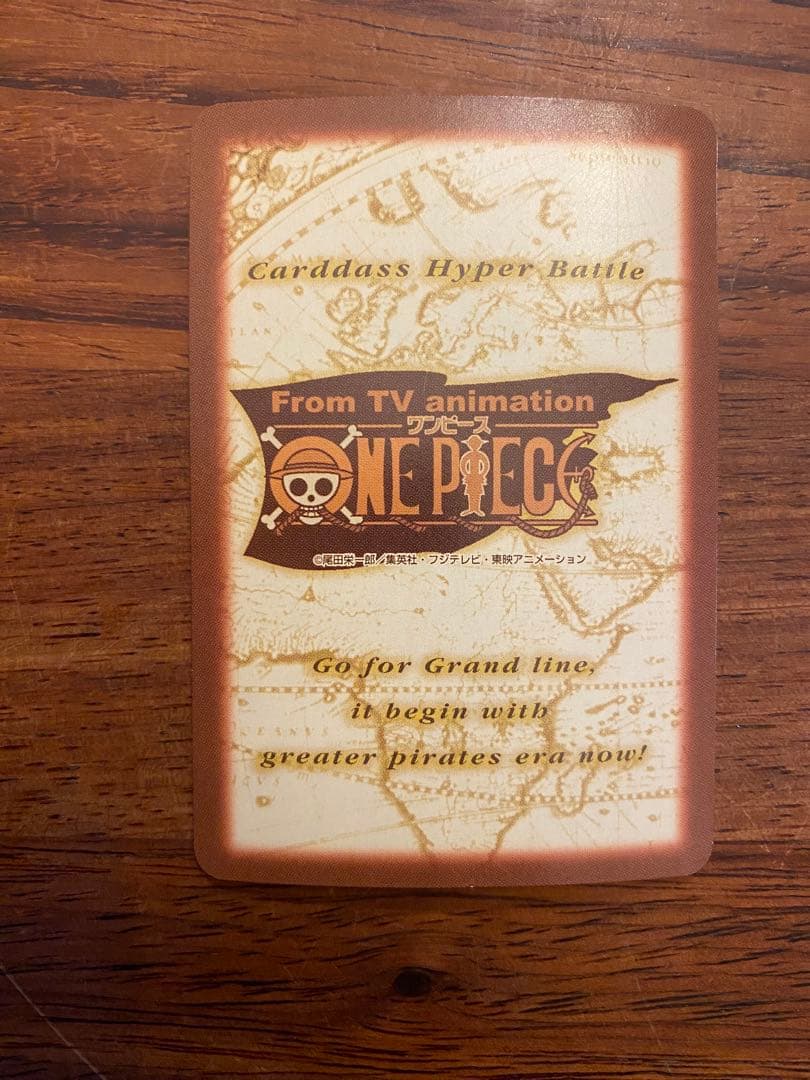 Septentrio
Carddass Hyper Battle
From TV animation
ワンピース
ONE PIECE
©尾田栄一郎/集英社・フジテレビ・東映アニメーション
Go for Grand line,
it begin with
greater pirates era now!